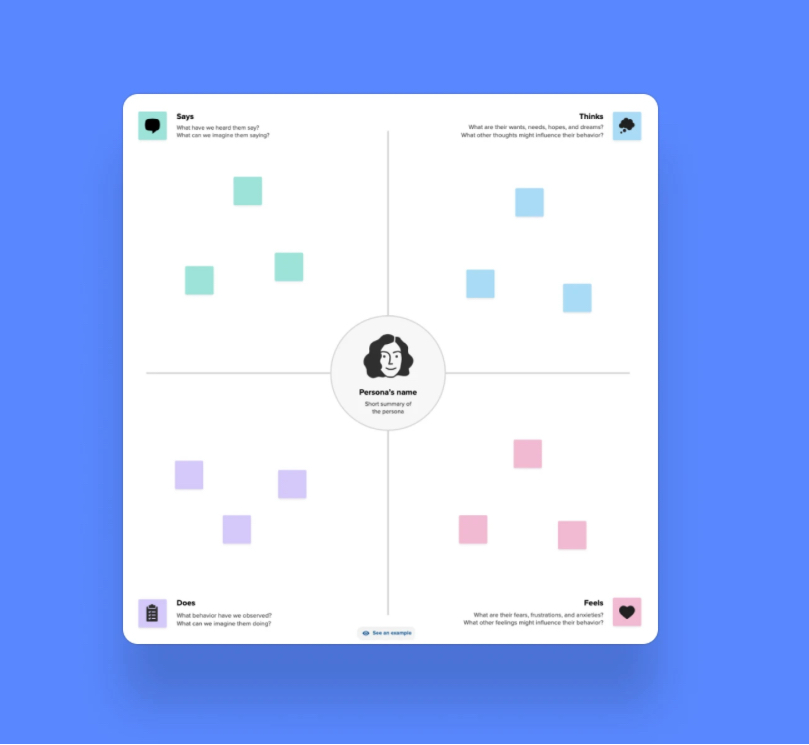 Says
What have we heard them say?
What can we imagine them saying?
Thinks
What are their wants, needs, hopes, and dreams?
What other thoughts might influence their behavior?
Persona's name
Short summary of
the persona
Does
What behavior have we observed?
What can we imagine them doing?
Feels
What are their fears, frustrations, and anxieties?
What other feelings might influence their behavior?
See an example